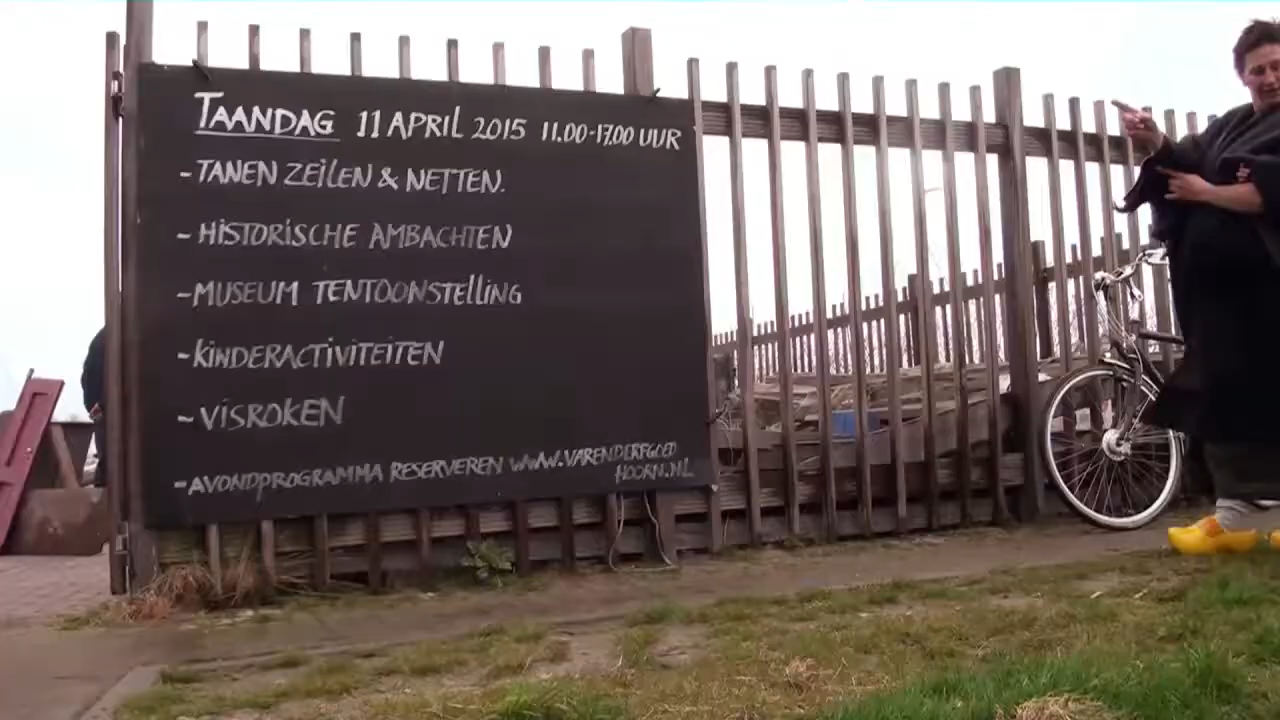 TAANDAG 11 APRIL 2015 11.00-17.00 UUR
- TANEN ZEILEN & NETTEN.
- HISTORISCHE AMBACHTEN
- MUSEUM TENTOONSTELLING
- KINDERACTIVITEITEN
- VISROKEN
- AVONDPROGRAMMA RESERVEREN WWW.VARENDERFGOED
HOORN.NL